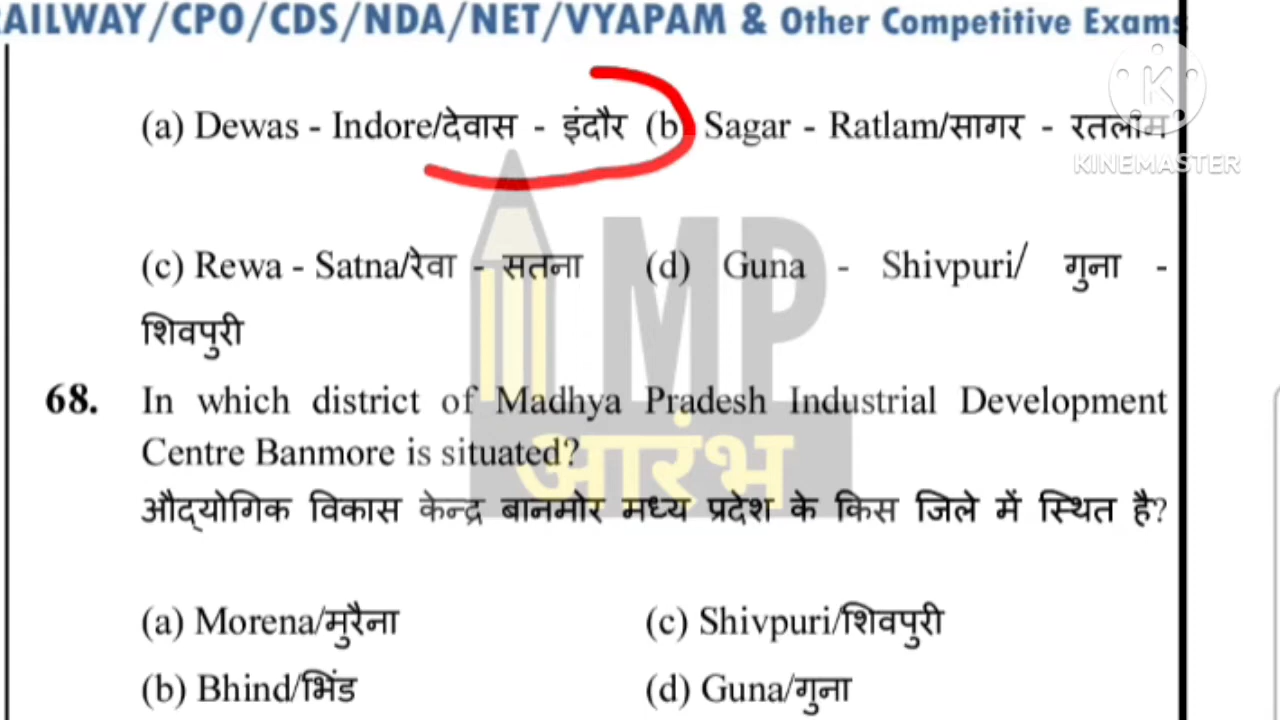 RAILWAY/CPO/CDS/NDA/NET/VYAPAM & Other Competitive Exams
(a) Dewas - Indore/देवास - इंदौर (b) Sagar - Ratlam/सागर - रतलाम
KINEMASTER
(c) Rewa - Satna/रेवा - सतना (d) Guna - Shivpuri/ गुना -
शिवपुरी
MP
आरंभ
68. In which district of Madhya Pradesh Industrial Development
Centre Banmore is situated?
औद्योगिक विकास केन्द्र बानमोर मध्य प्रदेश के किस जिले में स्थित है?
(a) Morena/मुरैना (c) Shivpuri/शिवपुरी
(b) Bhind/भिंड (d) Guna/गुना